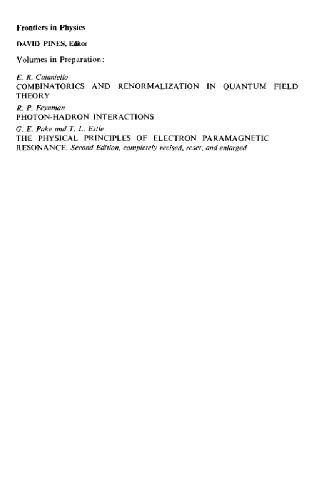 Frontiers in Physics
DAVID PINES, Editor
Volumes in Preparation:
E. R. Caianiello
COMBINATORICS AND RENORMALIZATION IN QUANTUM FIELD
THEORY
R. P. Feynman
PHOTON-HADRON INTERACTIONS
G. E. Pake and T. L. Estle
THE PHYSICAL PRINCIPLES OF ELECTRON PARAMAGNETIC
RESONANCE. Second Edition, completely revised, reset, and enlarged